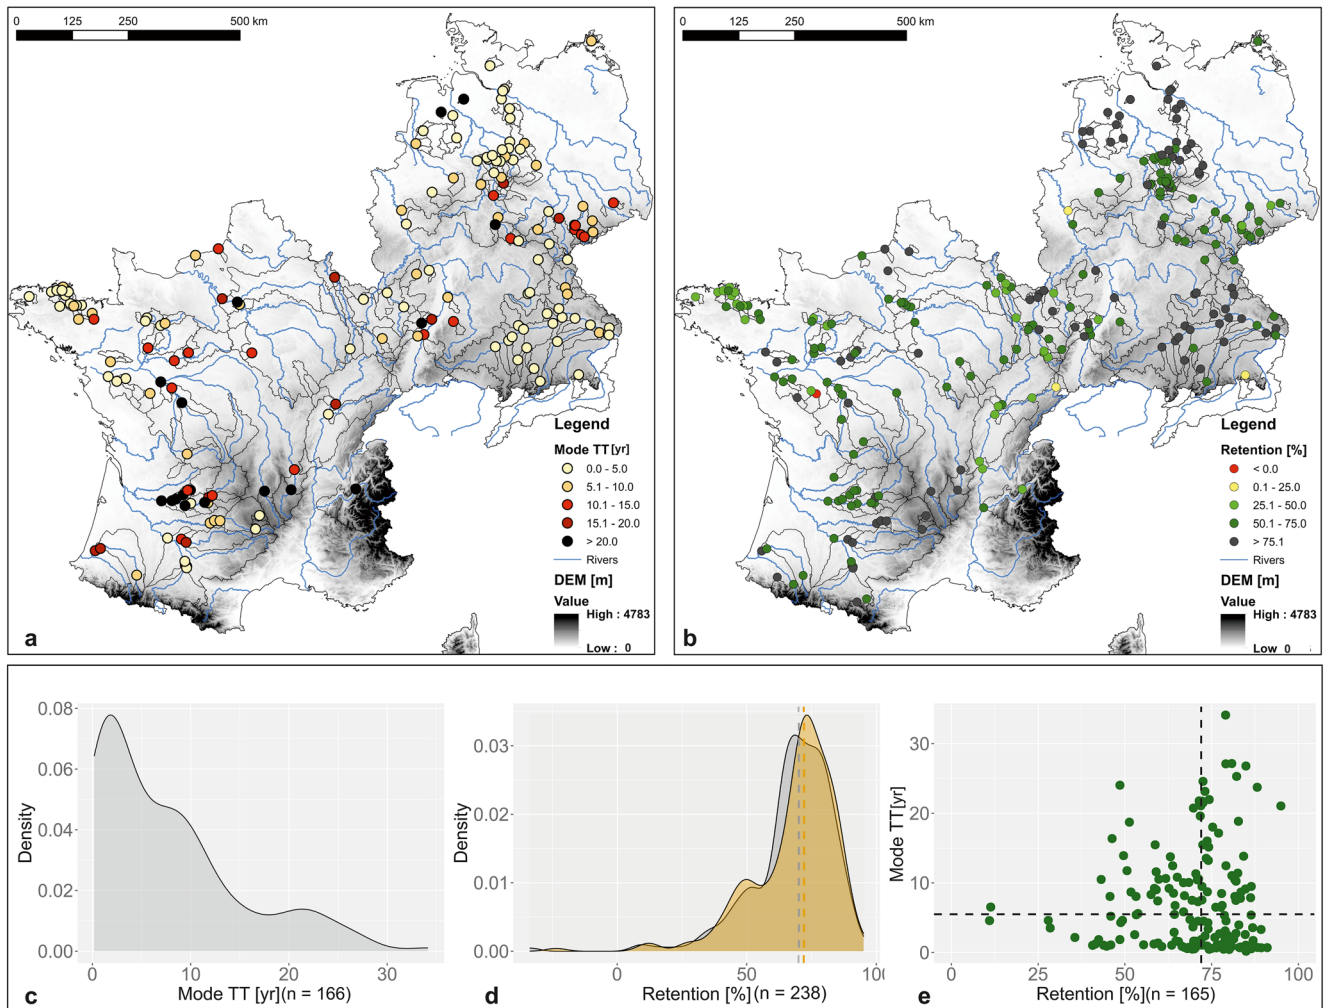 0 125 250 500 km
Legend
Mode TT [yr]
0.0 - 5.0
5.1 - 10.0
10.1 - 15.0
15.1 - 20.0
> 20.0
Rivers
DEM [m]
Value
High : 4783
Low : 0
a
0 125 250 500 km
Legend
Retention [%]
< 0.0
0.1 - 25.0
25.1 - 50.0
50.1 - 75.0
> 75.1
Rivers
DEM [m]
Value
High : 4783
Low 0
b
0.08
0.06
0.04
0.02
0.00
Density
0 10 20 30
Mode TT [yr](n = 166)
c
0.03
0.02
0.01
0.00
Density
0 50 100
Retention [%] (n = 238)
d
30
20
10
0
Mode TT[yr]
0 25 50 75 100
Retention [%](n = 165)
e